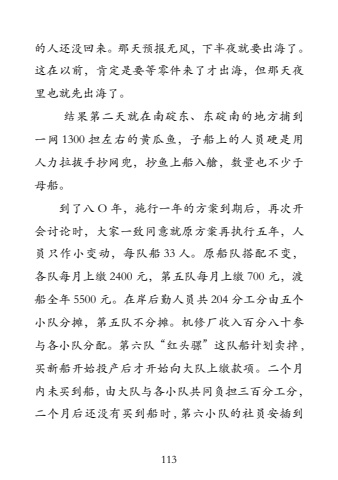 的人还没回来。那天预报无风，下半夜就要出海了。
这在以前，肯定是要等零件来了才出海，但那天夜
里也就先出海了。
结果第二天就在南碇东、东碇南的地方捕到
一网 1300 担左右的黄瓜鱼，子船上的人员硬是用
人力拉拔手抄网兜，抄鱼上船入艙，数量也不少于
母船。
到了八 O 年，施行一年的方案到期后，再次开
会讨论时，大家一致同意就原方案再执行五年，人
员只作小变动，每队船 33 人。原船队搭配不变，
各队每月上缴 2400 元，第五队每月上缴 700 元，渡
船全年 5500 元。在岸后勤人员共 204 分工分由五个
小队分摊，第五队不分摊。机修厂收入百分八十参
与各小队分配。第六队“红头骡”这队船计划卖掉，
买新船开始投产后才开始向大队上缴款项。二个月
内未买到船，由大队与各小队共同负担三百分工分，
二个月后还没有买到船时，第六小队的社员安插到
113